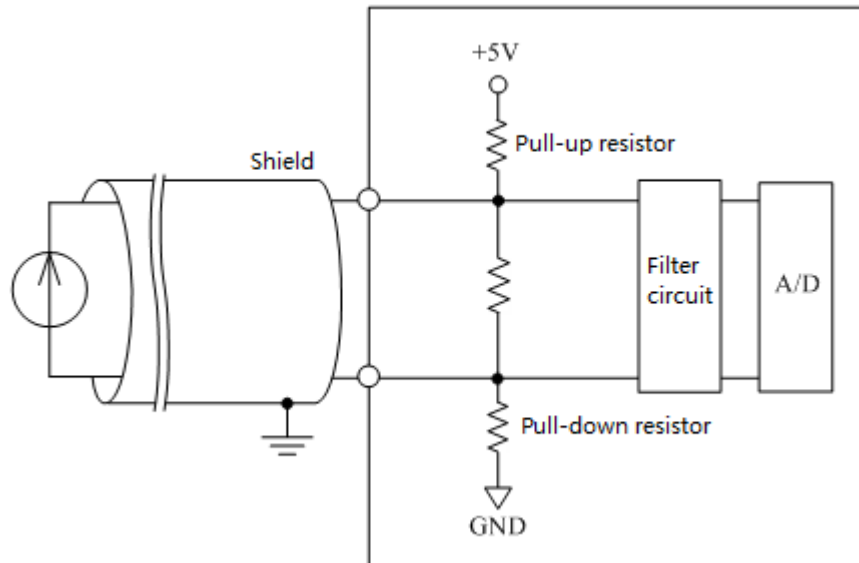 +5V
Pull-up resistor
Shield
Filter
circuit
A/D
Pull-down resistor
GND